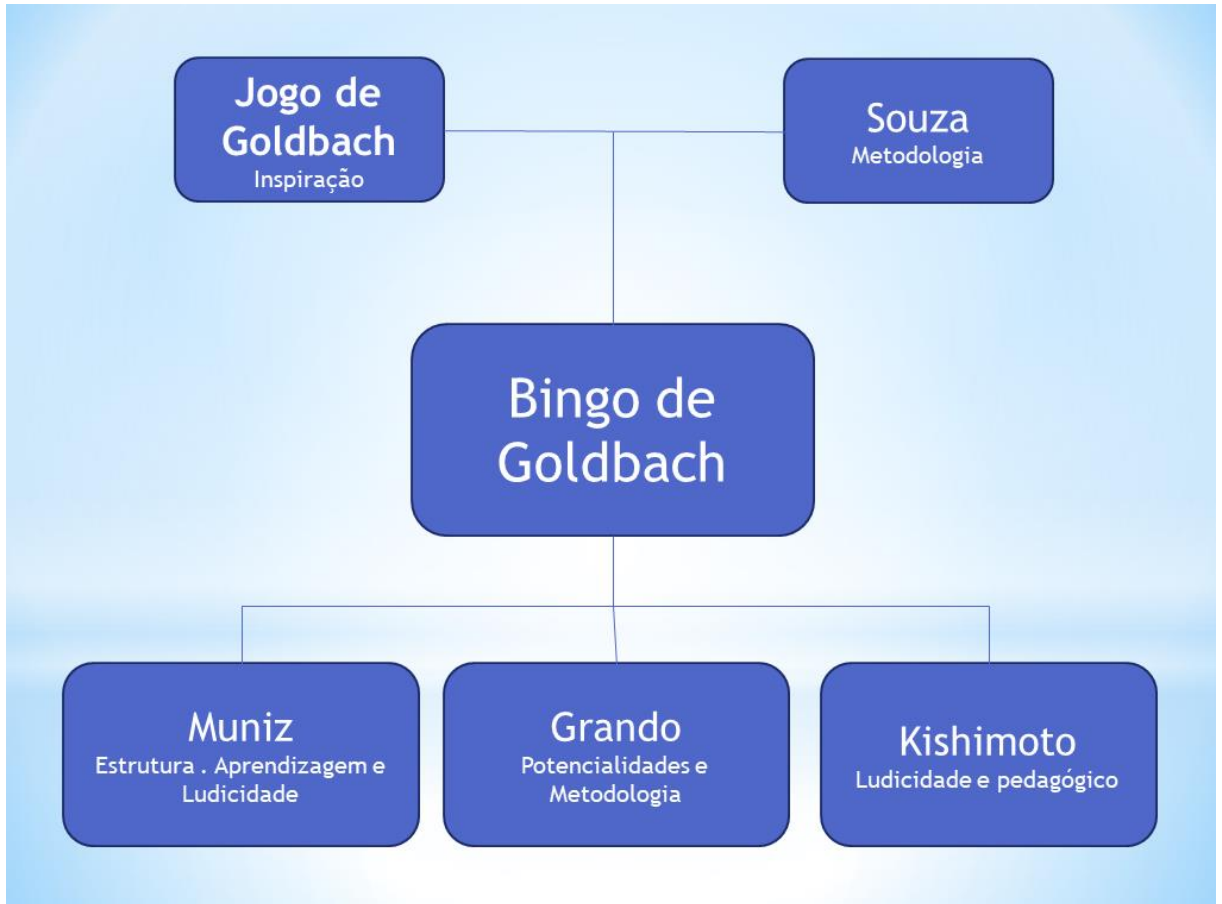 Jogo de
Goldbach
Inspiração
Souza
Metodologia
Bingo de
Goldbach
Muniz
Estrutura . Aprendizagem e
Ludicidade
Grando
Potencialidades e
Metodologia
Kishimoto
Ludicidade e pedagógico